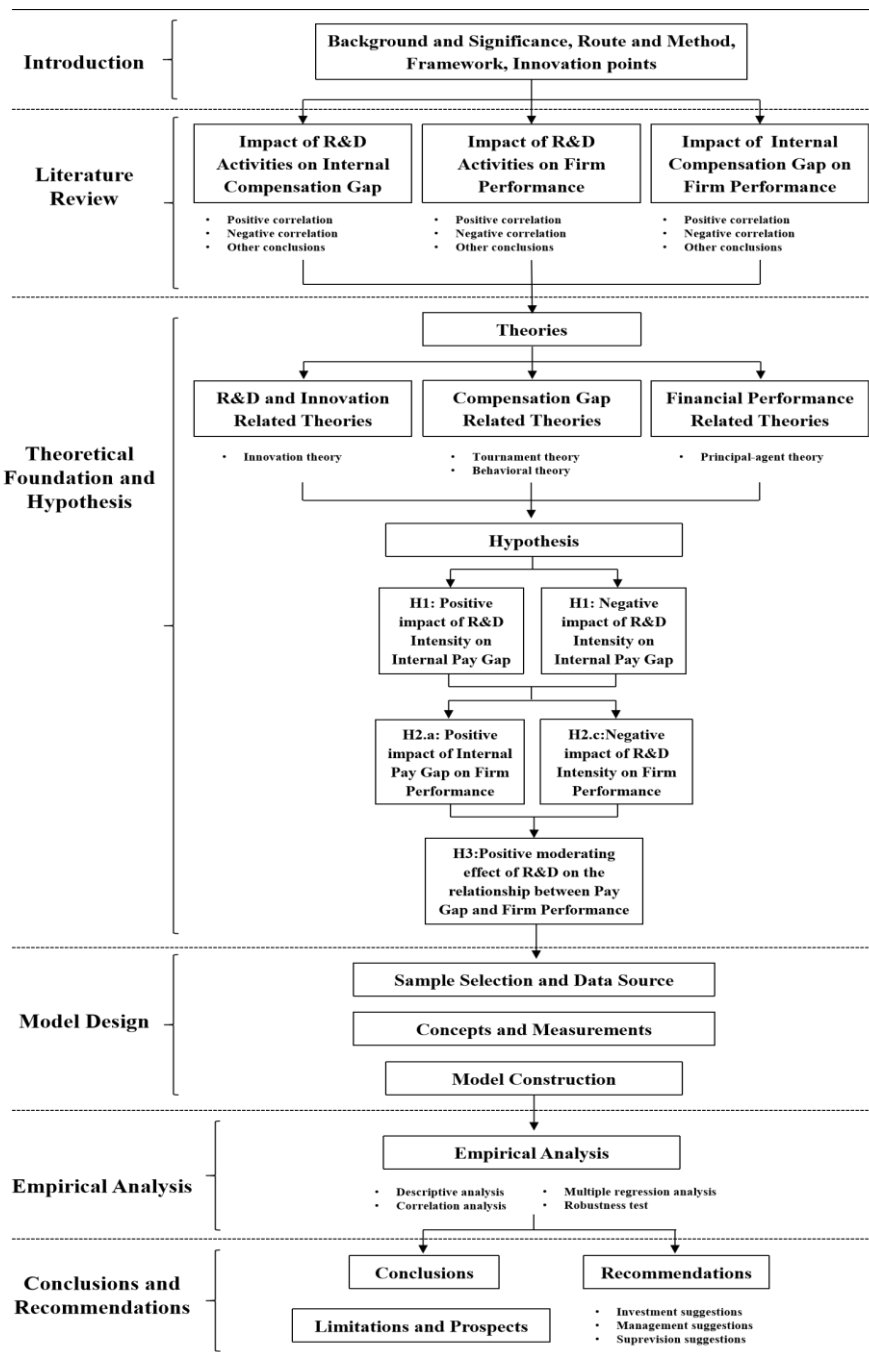 Introduction
Background and Significance, Route and Method,
Framework, Innovation points
Literature
Review
Impact of R&D
Activities on Internal
Compensation Gap
• Positive correlation
• Negative correlation
• Other conclusions
Impact of R&D
Activities on Firm
Performance
• Positive correlation
• Negative correlation
• Other conclusions
Impact of Internal
Compensation Gap on
Firm Performance
• Positive correlation
• Negative correlation
• Other conclusions
Theoretical
Foundation and
Hypothesis
Theories
R&D and Innovation
Related Theories
• Innovation theory
Compensation Gap
Related Theories
• Tournament theory
• Behavioral theory
Financial Performance
Related Theories
• Principal-agent theory
Hypothesis
H1: Positive
impact of R&D
Intensity on
Internal Pay Gap
H1: Negative
impact of R&D
Intensity on
Internal Pay Gap
H2.a: Positive
impact of Internal
Pay Gap on Firm
Performance
H2.c:Negative
impact of R&D
Intensity on Firm
Performance
H3:Positive moderating
effect of R&D on the
relationship between Pay
Gap and Firm Performance
Model Design
Sample Selection and Data Source
Concepts and Measurements
Model Construction
Empirical Analysis
Empirical Analysis
• Descriptive analysis
• Correlation analysis
• Multiple regression analysis
• Robustness test
Conclusions and
Recommendations
Conclusions
Limitations and Prospects
Recommendations
• Investment suggestions
• Management suggestions
• Suprevision suggestions